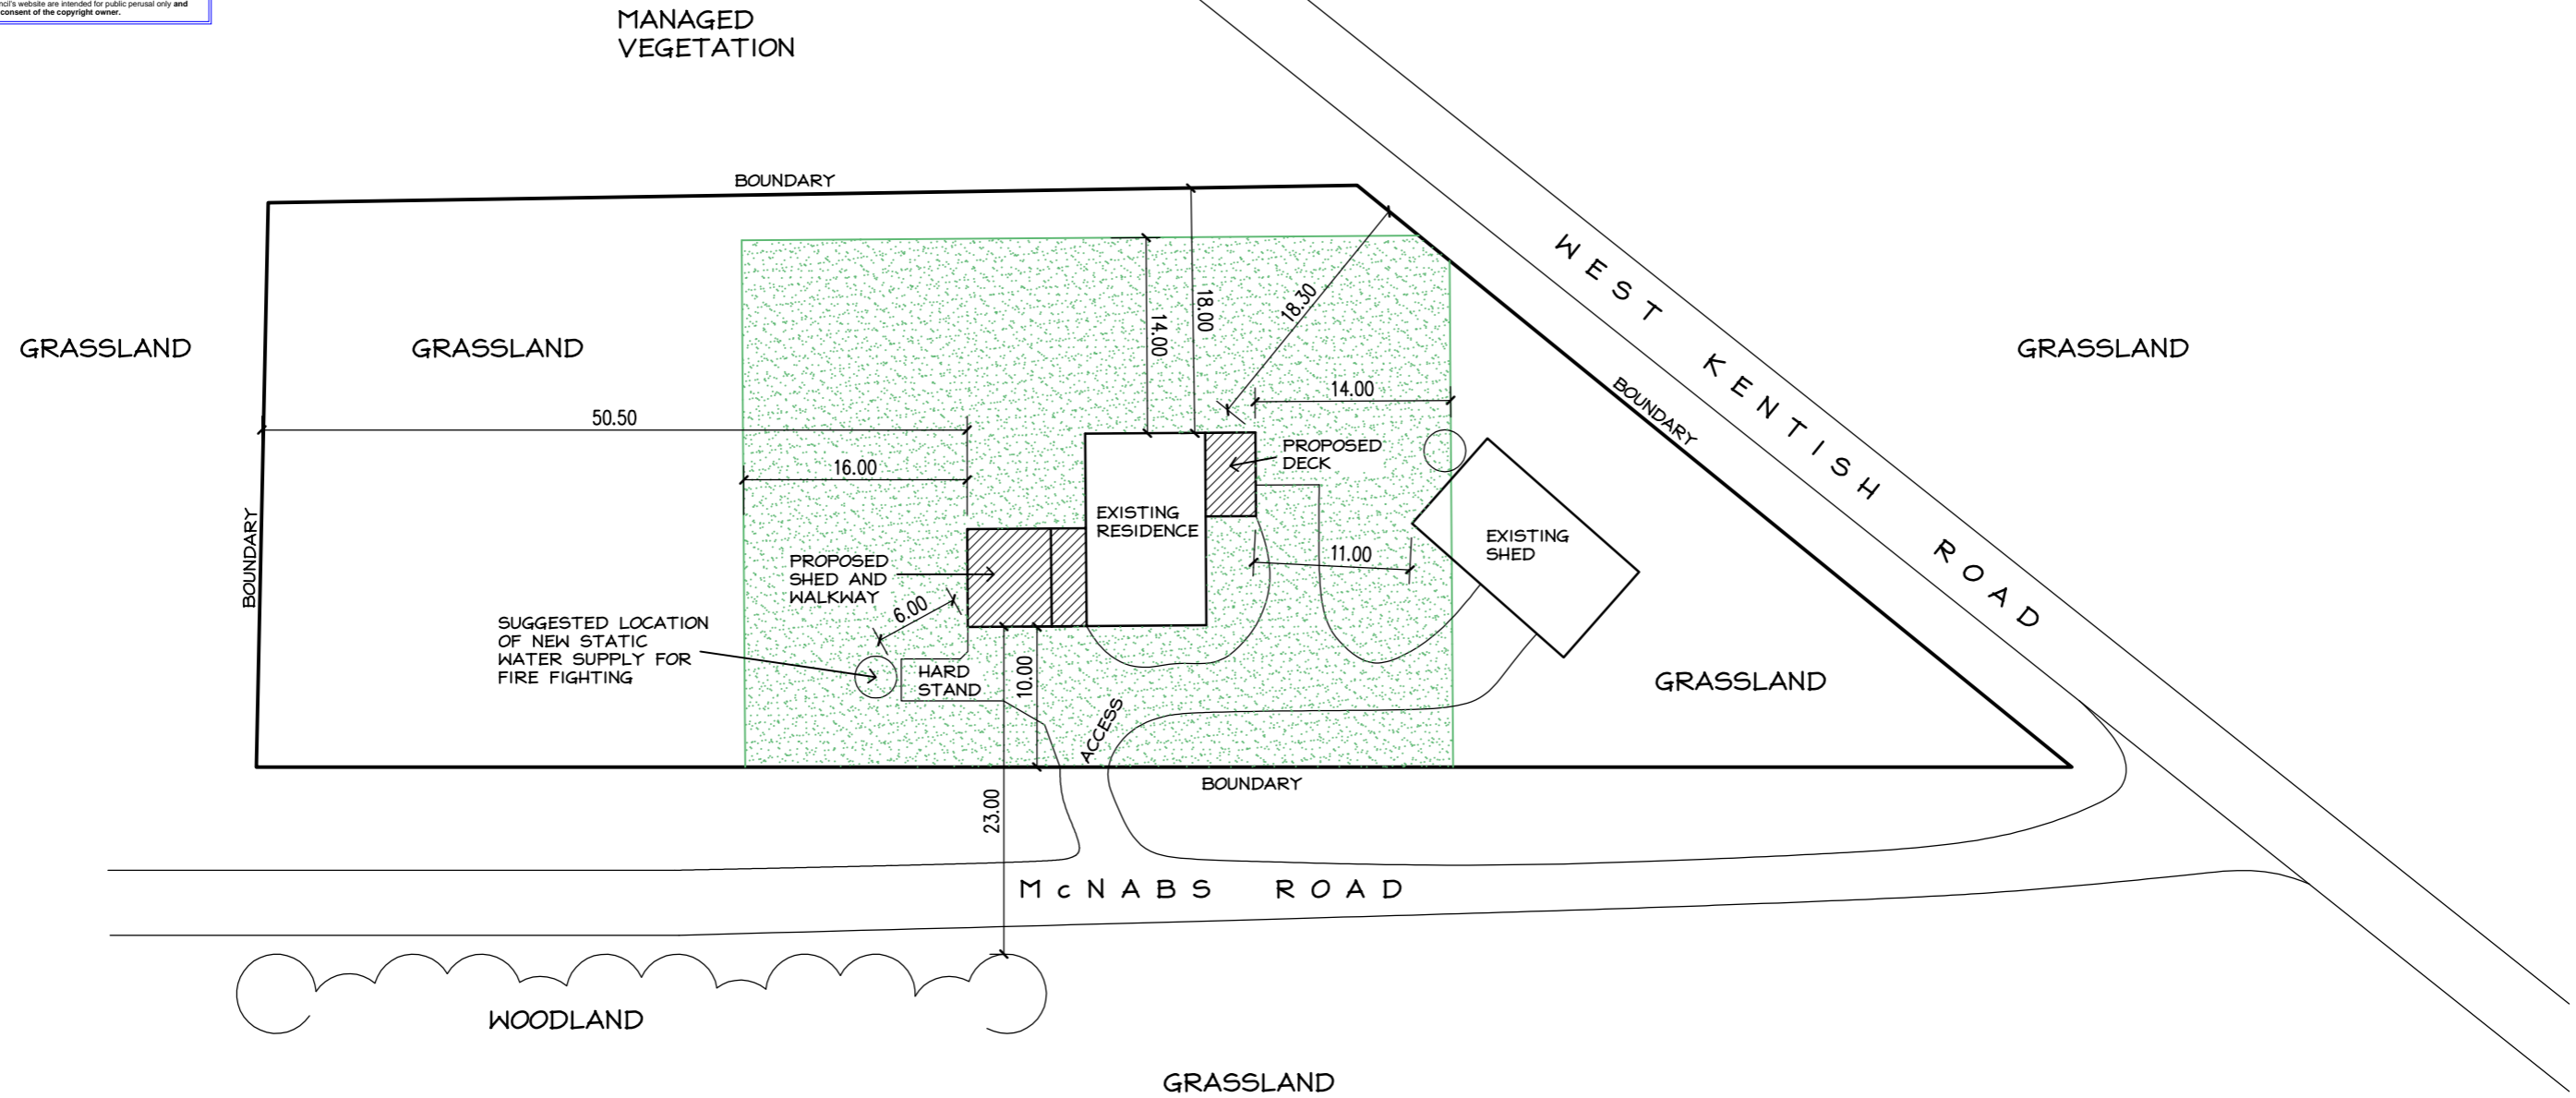 ncil's website are intended for public perusal only and
consent of the copyright owner.
MANAGED
VEGETATION
BOUNDARY
WEST KENTISH ROAD
18.00
18.30
14.00
GRASSLAND
GRASSLAND
GRASSLAND
14.00
BOUNDARY
50.50
16.00
PROPOSED
DECK
EXISTING
RESIDENCE
EXISTING
SHED
11.00
BOUNDARY
PROPOSED
SHED AND
WALKWAY
6.00
SUGGESTED LOCATION
OF NEW STATIC
WATER SUPPLY FOR
FIRE FIGHTING
HARD
STAND
10.00
ACCESS
GRASSLAND
BOUNDARY
23.00
McNABS ROAD
WOODLAND
GRASSLAND